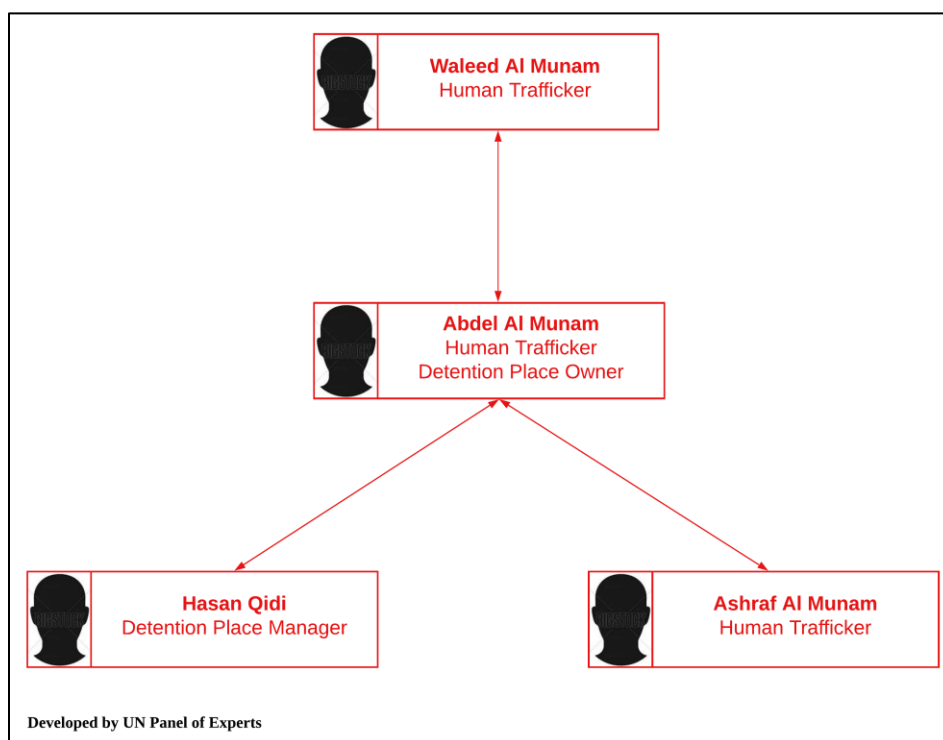 Waleed Al Munam
Human Trafficker
Abdel Al Munam
Human Trafficker
Detention Place Owner
Hasan Qidi
Detention Place Manager
Ashraf Al Munam
Human Trafficker
Developed by UN Panel of Experts